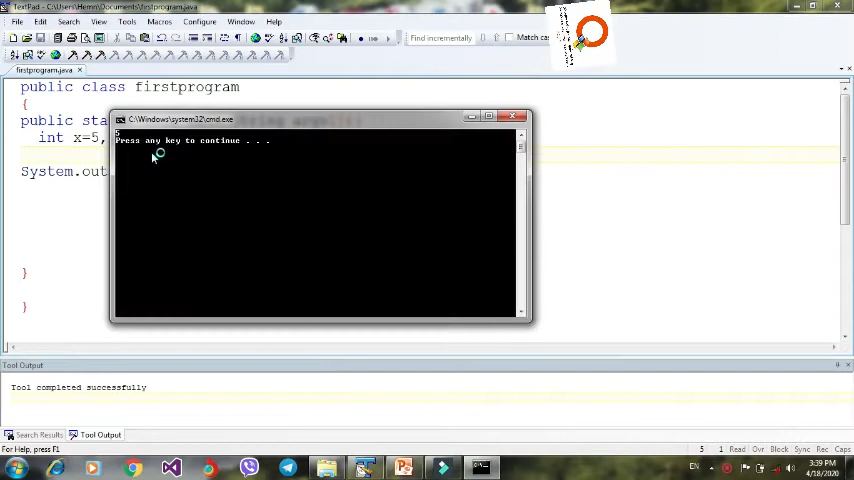 TextPad - C:\Users\Hemn\Documents\firstprogram.java
File Edit Search View Tools Macros Configure Window Help
Find incrementally Match cas
firstprogram.java
public class firstprogram
{
C:\Windows\system32\cmd.exe
public sta
int x=5,
5
Press any key to continue . . .
System.out
}
}
Tool Output
Tool completed successfully
Search Results Tool Output
For Help, press F1 5 1 Read Ovr Block Sync Rec Caps
EN 3:39 PM
4/18/2020